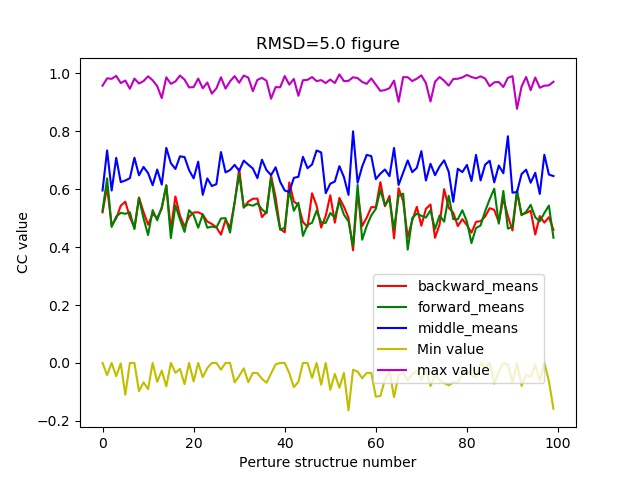 RMSD=5.0 figure
1.0
0.8
0.6
0.4
0.2
0.0
−0.2
CC value
backward_means
forward_means
middle_means
Min value
max value
0
20
40
60
80
100
Perture structrue number